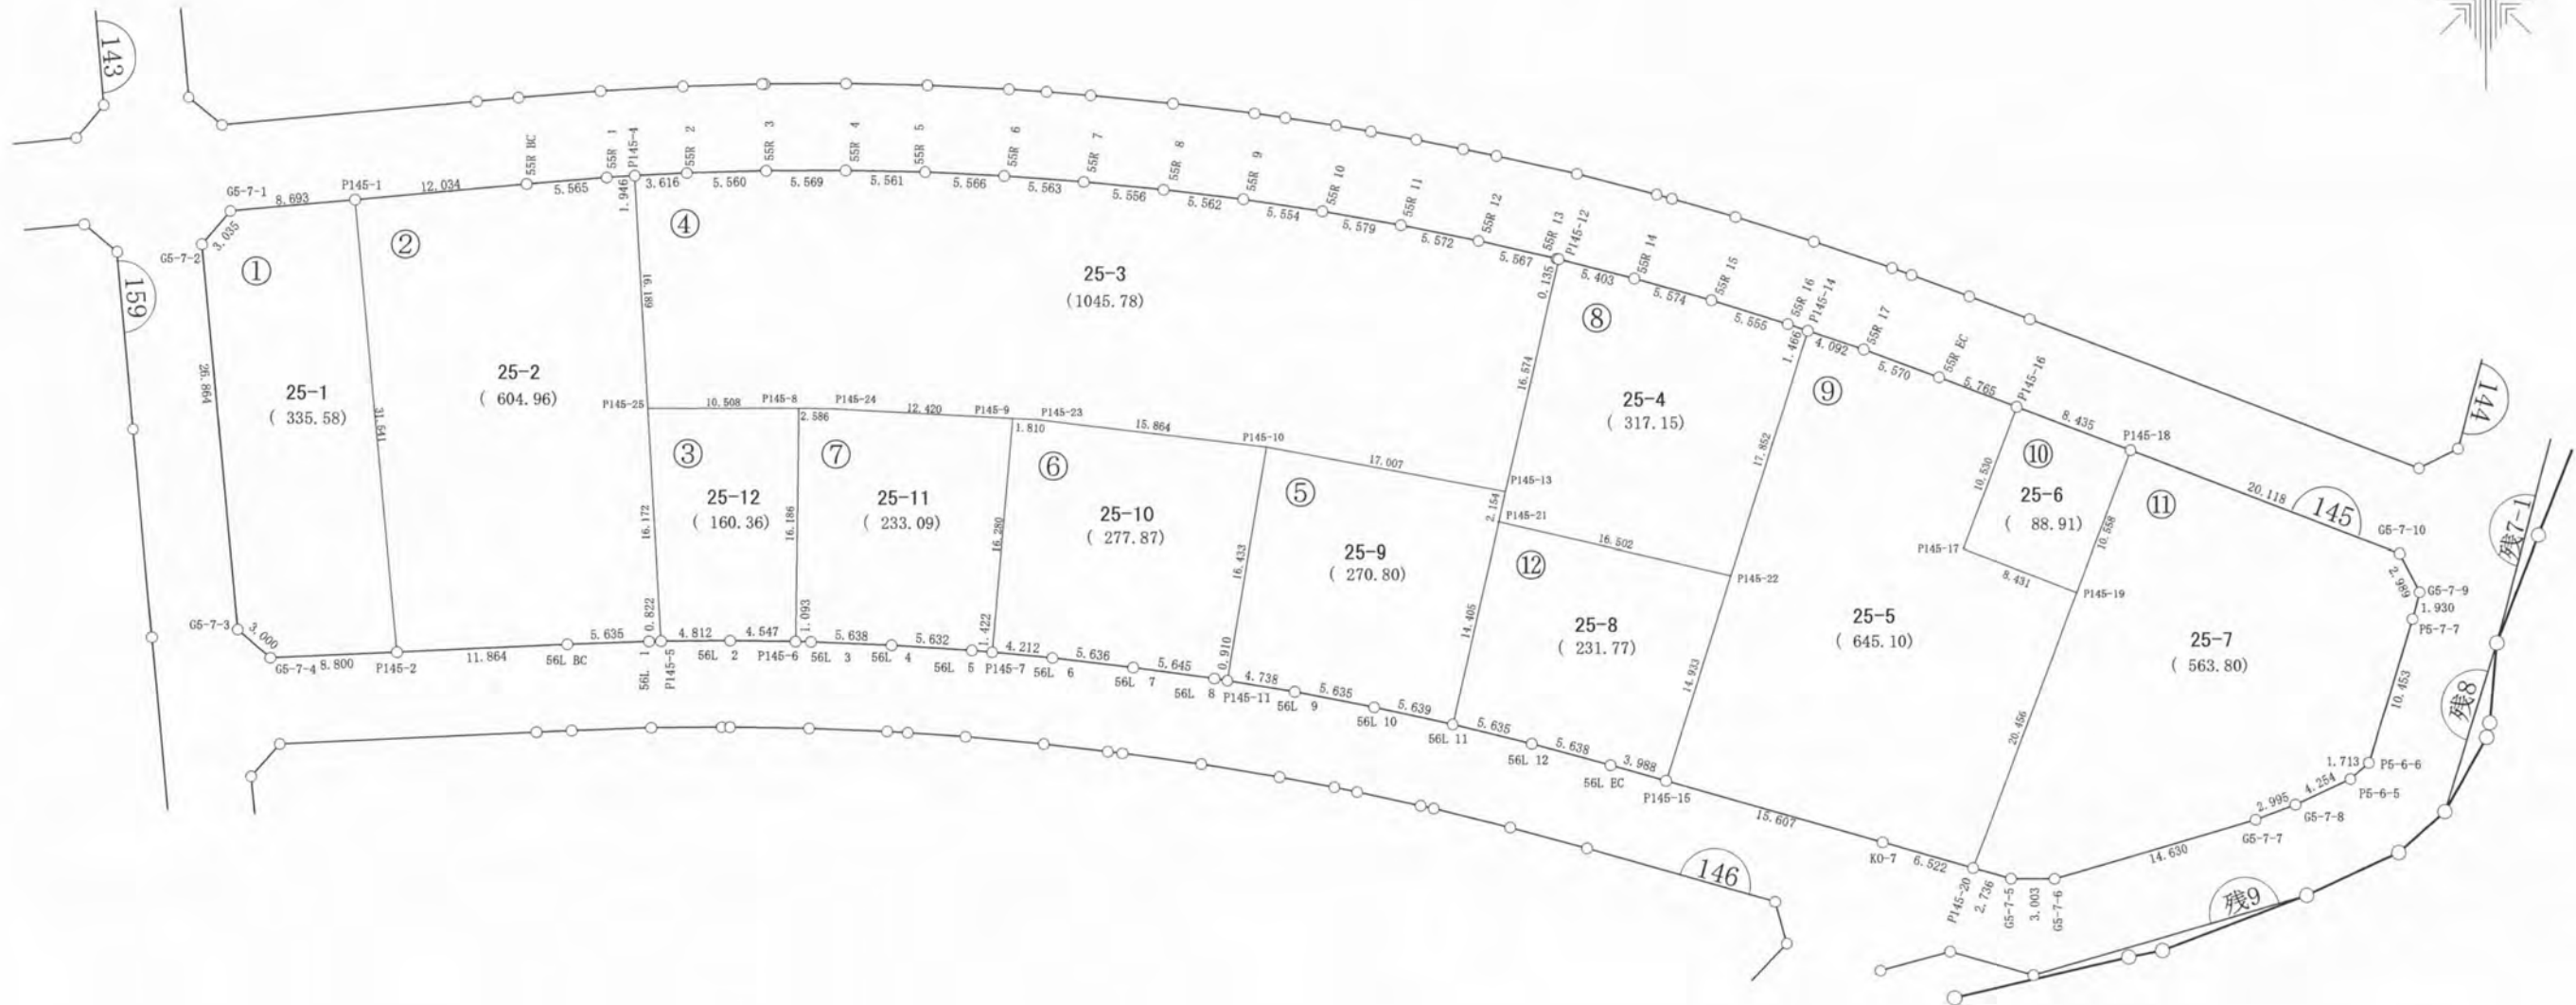 143
159
144
145
146
残7-1
残8
残9
G5-7-1
8.693
P145-1
12.034
55R BC
5.565
55R 1
1.946
P145-4
3.616
55R 2
5.560
55R 3
5.569
55R 4
5.561
55R 5
5.566
55R 6
5.563
55R 7
5.556
55R 8
5.562
55R 9
5.554
55R 10
5.579
55R 11
5.572
55R 12
5.567
55R 13
0.135
P145-12
5.403
55R 14
5.574
55R 15
5.555
55R 16
1.466
P145-14
4.092
55R 17
5.570
55R EC
5.765
P145-16
8.435
P145-18
20.118
G5-7-10
2.989
G5-7-9
1.930
P5-7-7
10.453
P5-6-6
1.713
P5-6-5
4.254
G5-7-8
2.995
G5-7-7
14.630
G5-7-6
3.003
G5-7-5
2.736
P145-20
6.522
KO-7
15.607
P145-15
3.988
56L EC
5.638
56L 12
5.635
56L 11
5.639
56L 10
5.635
56L 9
4.738
P145-11
0.910
56L 8
5.645
56L 7
5.636
56L 6
4.212
P145-7
1.422
56L 5
5.632
56L 4
5.638
56L 3
1.093
P145-6
4.547
56L 2
4.812
P145-5
0.822
56L 1
5.635
56L BC
11.864
P145-2
8.800
G5-7-4
3.000
G5-7-3
26.864
G5-7-2
3.035
①
25-1
( 335.58)
31.541
②
25-2
( 604.96)
16.189
P145-25
16.172
④
25-3
(1045.78)
10.508
P145-8
2.586
P145-24
12.420
P145-9
1.810
P145-23
15.864
P145-10
17.007
P145-13
③
25-12
( 160.36)
16.186
⑦
25-11
( 233.09)
16.280
⑥
25-10
( 277.87)
16.433
⑤
25-9
( 270.80)
16.574
2.154
P145-21
14.405
⑧
25-4
( 317.15)
16.502
P145-22
17.852
⑫
25-8
( 231.77)
14.933
⑨
25-5
( 645.10)
10.530
P145-17
8.431
P145-19
⑩
25-6
( 88.91)
10.558
20.456
⑪
25-7
( 563.80)